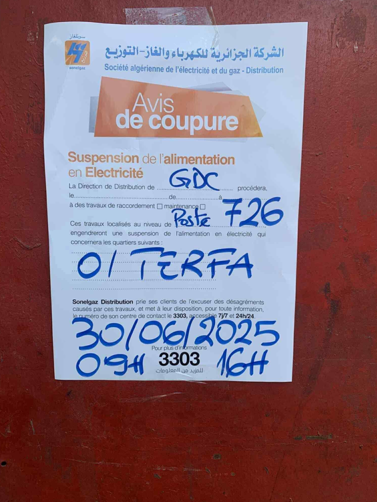 سونلغاز
sonelgaz
الشركة الجزائرية للكهرباء والغاز-التوزيع
Société algérienne de l'électricité et du gaz - Distribution
Avis
de coupure
Suspension de l'alimentation
en Electricité
La Direction de Distribution de GDC procédera,
le de à
à des travaux de raccordement maintenance
Ces travaux localisés au niveau de Poste 726
engendreront une suspension de l'alimentation en électricité qui
concernera les quartiers suivants :
O/TERFA
Sonelgaz Distribution prie ses clients de l'excuser des désagréments
causés par ces travaux, et met à leur disposition, pour toute information,
le numéro de son centre de contact le 3303, accessible 7j/7 et 24h/24
30/06/2025
Pour plus d'informations
09H 3303 16H
للمزيد من المعلومات